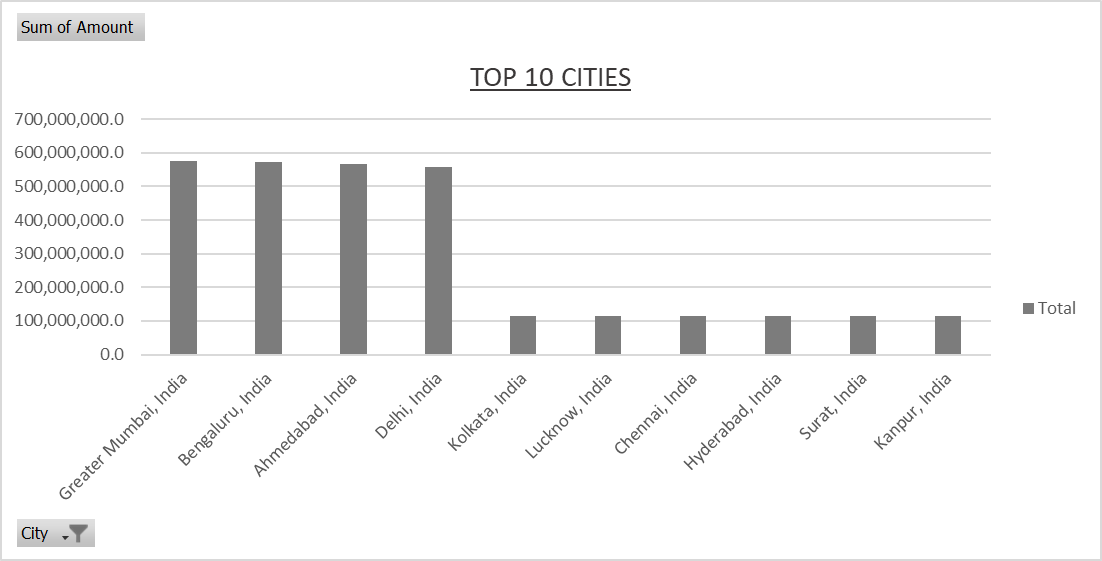 Sum of Amount
TOP 10 CITIES
700,000,000.0
600,000,000.0
500,000,000.0
400,000,000.0
300,000,000.0
200,000,000.0
100,000,000.0
0.0
Total
Greater Mumbai, India
Bengaluru, India
Ahmedabad, India
Delhi, India
Kolkata, India
Lucknow, India
Chennai, India
Hyderabad, India
Surat, India
Kanpur, India
City